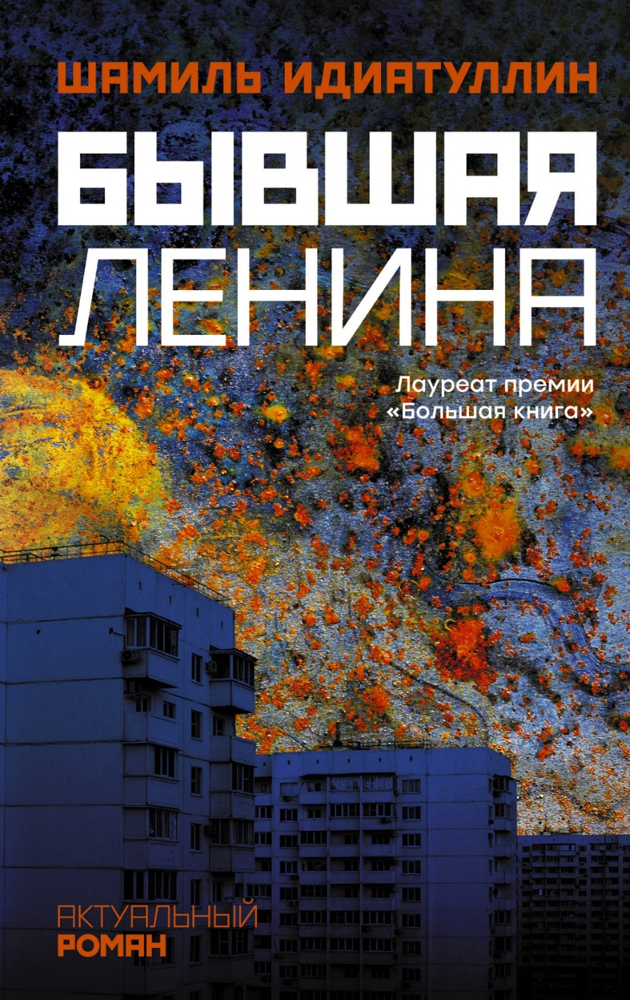 ШАМИЛЬ ИДИАТУЛЛИН
БЫВШАЯ
ЛЕНИНА
Лауреат премии
«Большая книга»
АКТУАЛЬНЫЙ
РОМАН